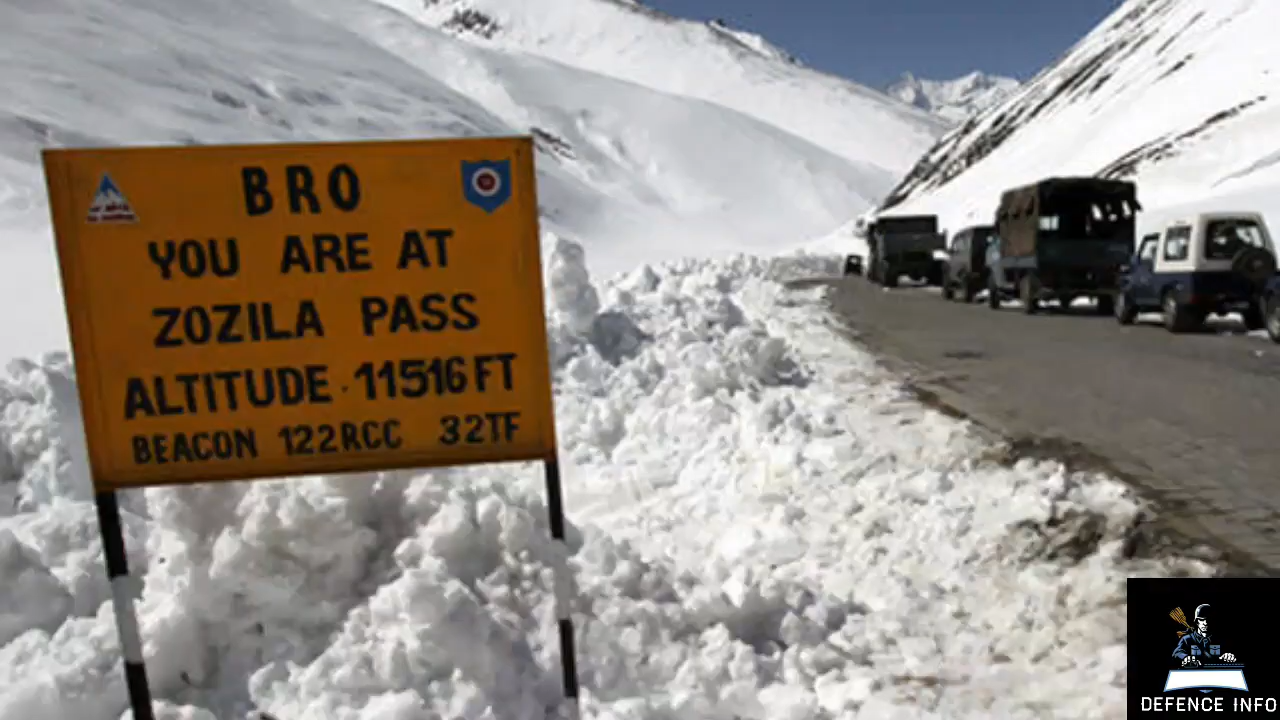 BRO
YOU ARE AT
ZOZILA PASS
ALTITUDE · 11516 FT
BEACON 122RCC 32TF
DEFENCE INFO